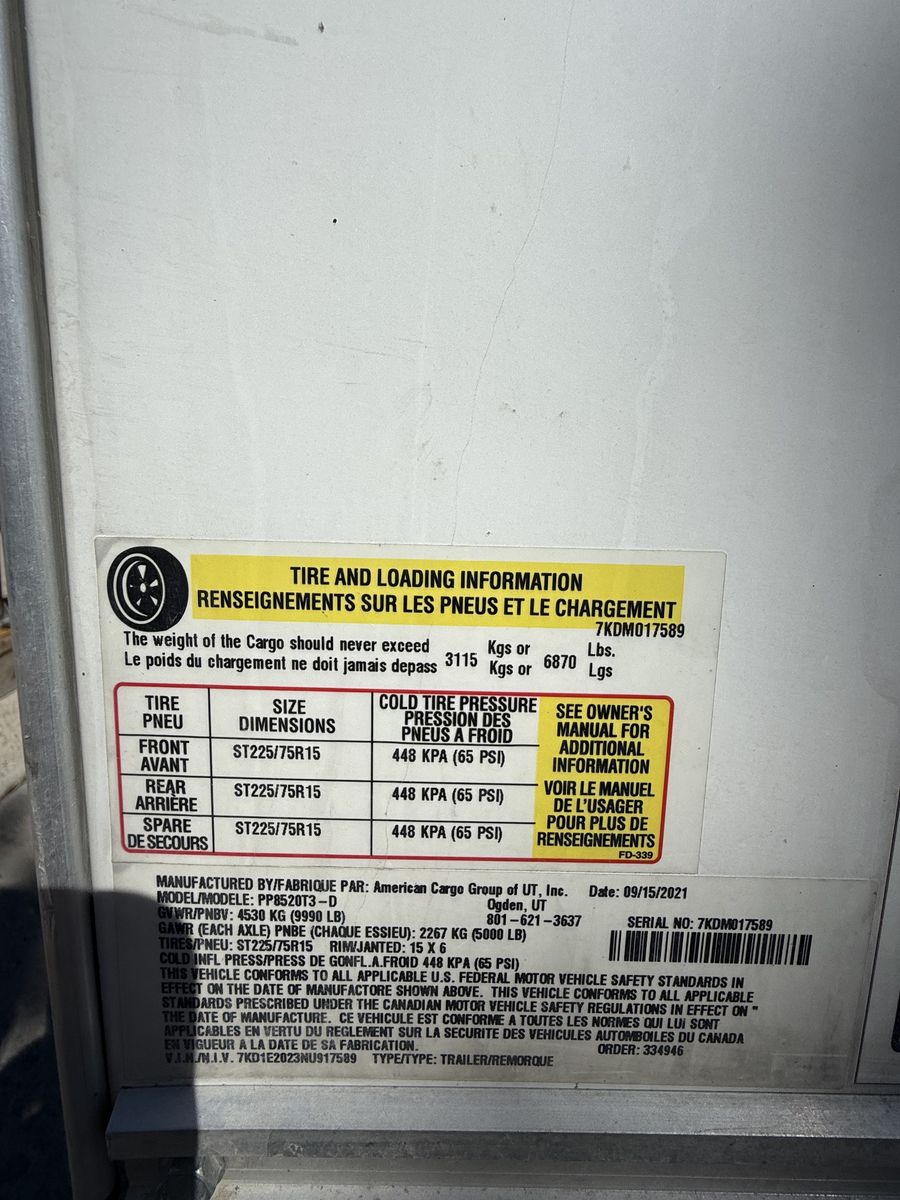 TIRE AND LOADING INFORMATION
RENSEIGNEMENTS SUR LES PNEUS ET LE CHARGEMENT
7KDM017589
The weight of the Cargo should never exceed Kgs or Lbs.
Le poids du chargement ne doit jamais depass 3115 Kgs or 6870 Lgs
TIRE PNEU SIZE DIMENSIONS COLD TIRE PRESSURE PRESSION DES PNEUS A FROID
FRONT AVANT ST225/75R15 448 KPA (65 PSI)
REAR ARRIÈRE ST225/75R15 448 KPA (65 PSI)
SPARE DE SECOURS ST225/75R15 448 KPA (65 PSI)
SEE OWNER'S
MANUAL FOR
ADDITIONAL
INFORMATION
VOIR LE MANUEL
DE L'USAGER
POUR PLUS DE
RENSEIGNEMENTS
FD-339
MANUFACTURED BY/FABRIQUE PAR: American Cargo Group of UT, Inc. Date: 09/15/2021
MODEL/MODELE: PP8520T3-D Ogden, UT
GVWR/PNBV: 4530 KG (9990 LB) 801-621-3637
GAWR (EACH AXLE) PNBE (CHAQUE ESSIEU): 2267 KG (5000 LB) SERIAL NO: 7KDM017589
TIRES/PNEU: ST225/75R15 RIM/JANTED: 15 X 6
COLD INFL PRESS/PRESS DE GONFL.A.FROID 448 KPA (65 PSI)
THIS VEHICLE CONFORMS TO ALL APPLICABLE U.S. FEDERAL MOTOR VEHICLE SAFETY STANDARDS IN
EFFECT ON THE DATE OF MANUFACTORE SHOWN ABOVE. THIS VEHICLE CONFORMS TO ALL APPLICABLE
STANDARDS PRESCRIBED UNDER THE CANADIAN MOTOR VEHICLE SAFETY REGULATIONS IN EFFECT ON "
THE DATE OF MANUFACTURE. CE VEHICULE EST CONFORME A TOUTES LES NORMES QUI LUI SONT
APPLICABLES EN VERTU DU REGLEMENT SUR LA SECURITE DES VEHICULES AUTOMBOILES DU CANADA
EN VIGUEUR A LA DATE DE SA FABRICATION. ORDER: 334946
V.I.N./N.I.V. 7KD1E2023NU917589 TYPE/TYPE: TRAILER/REMORQUE